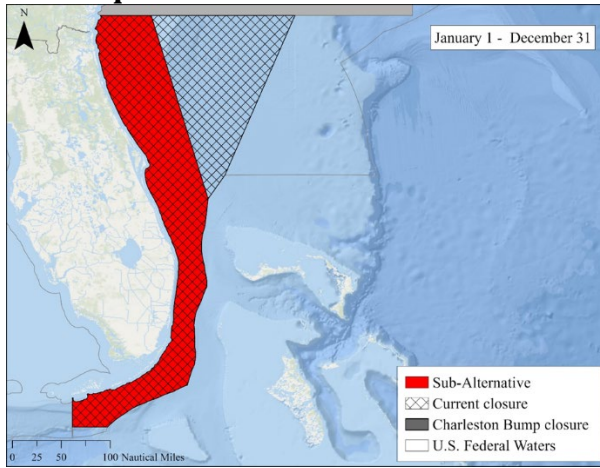 N
January 1 - December 31
Sub-Alternative
Current closure
Charleston Bump closure
U.S. Federal Waters
0 25 50 100 Nautical Miles